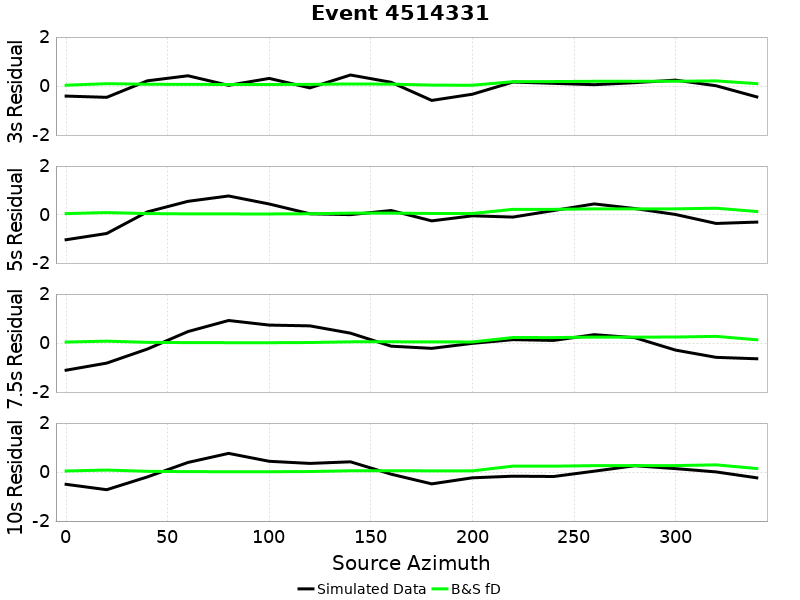 Event 4514331
3s Residual
2
0
-2
5s Residual
2
0
-2
7.5s Residual
2
0
-2
10s Residual
2
0
-2
0 50 100 150 200 250 300
Source Azimuth
Simulated Data B&S fD